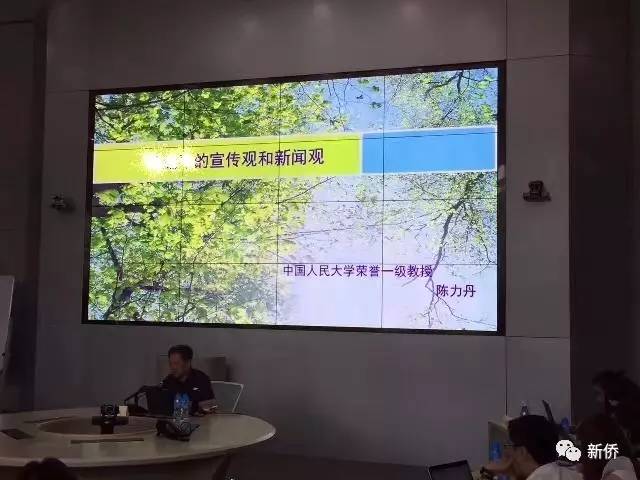 的宣传观和新闻观
中国人民大学荣誉一级教授
陈力丹
新侨